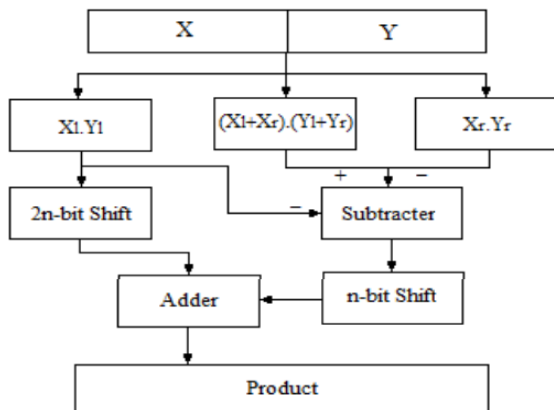 X Y
Xl.Yl (Xl+Xr).(Yl+Yr) Xr.Yr
+ −
2n-bit Shift − Subtracter
Adder n-bit Shift
Product